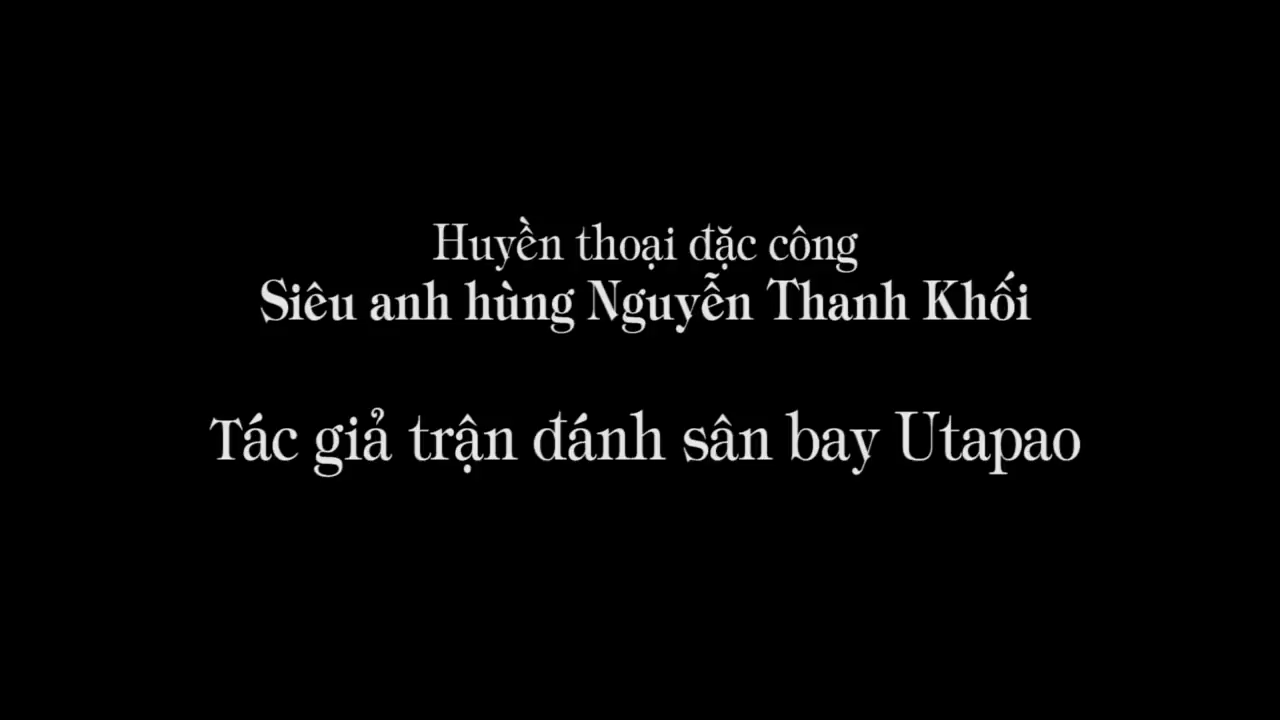 Huyền thoại đặc công
Siêu anh hùng Nguyễn Thanh Khối
Tác giả trận đánh sân bay Utapao